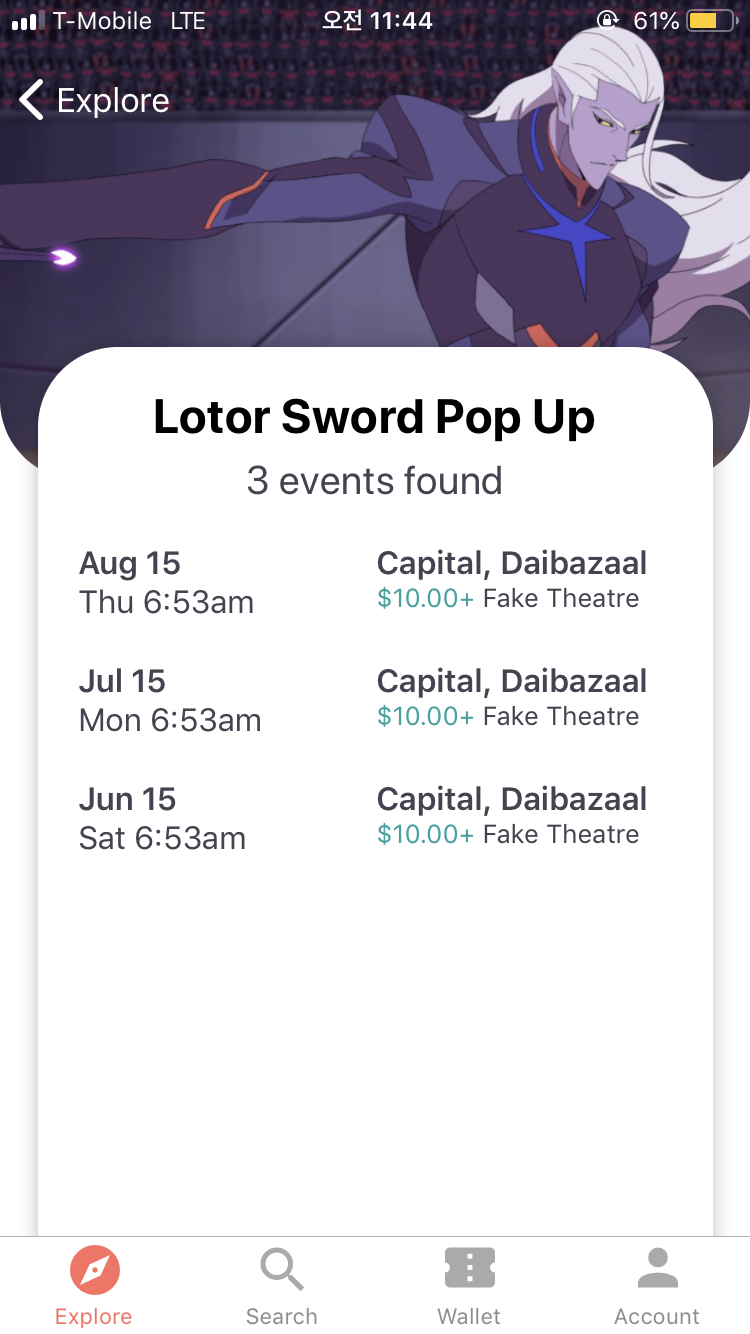 T-Mobile LTE 오전 11:44 61%
Explore
Lotor Sword Pop Up
3 events found
Aug 15 Capital, Daibazaal
Thu 6:53am $10.00+ Fake Theatre
Jul 15 Capital, Daibazaal
Mon 6:53am $10.00+ Fake Theatre
Jun 15 Capital, Daibazaal
Sat 6:53am $10.00+ Fake Theatre
Explore Search Wallet Account